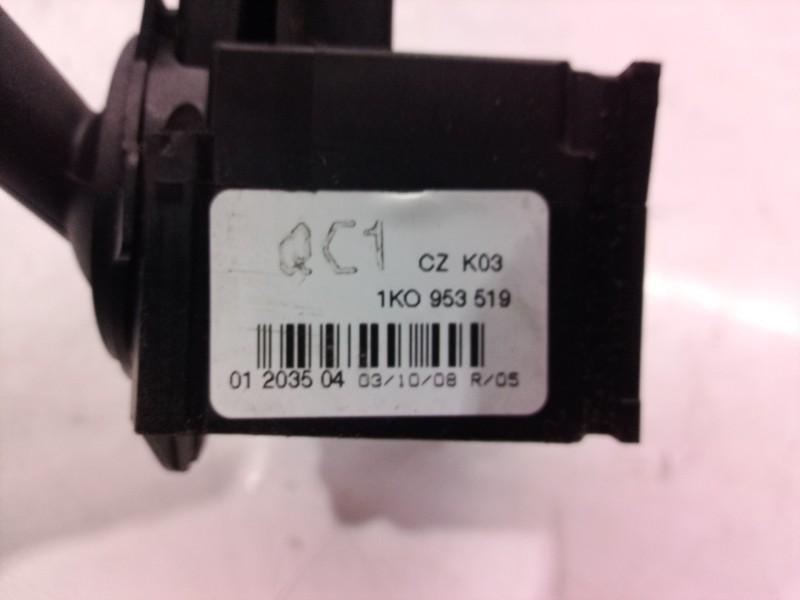 QC1
CZ K03
1KO 953 519
01 2035 04 03/10/08 R/05